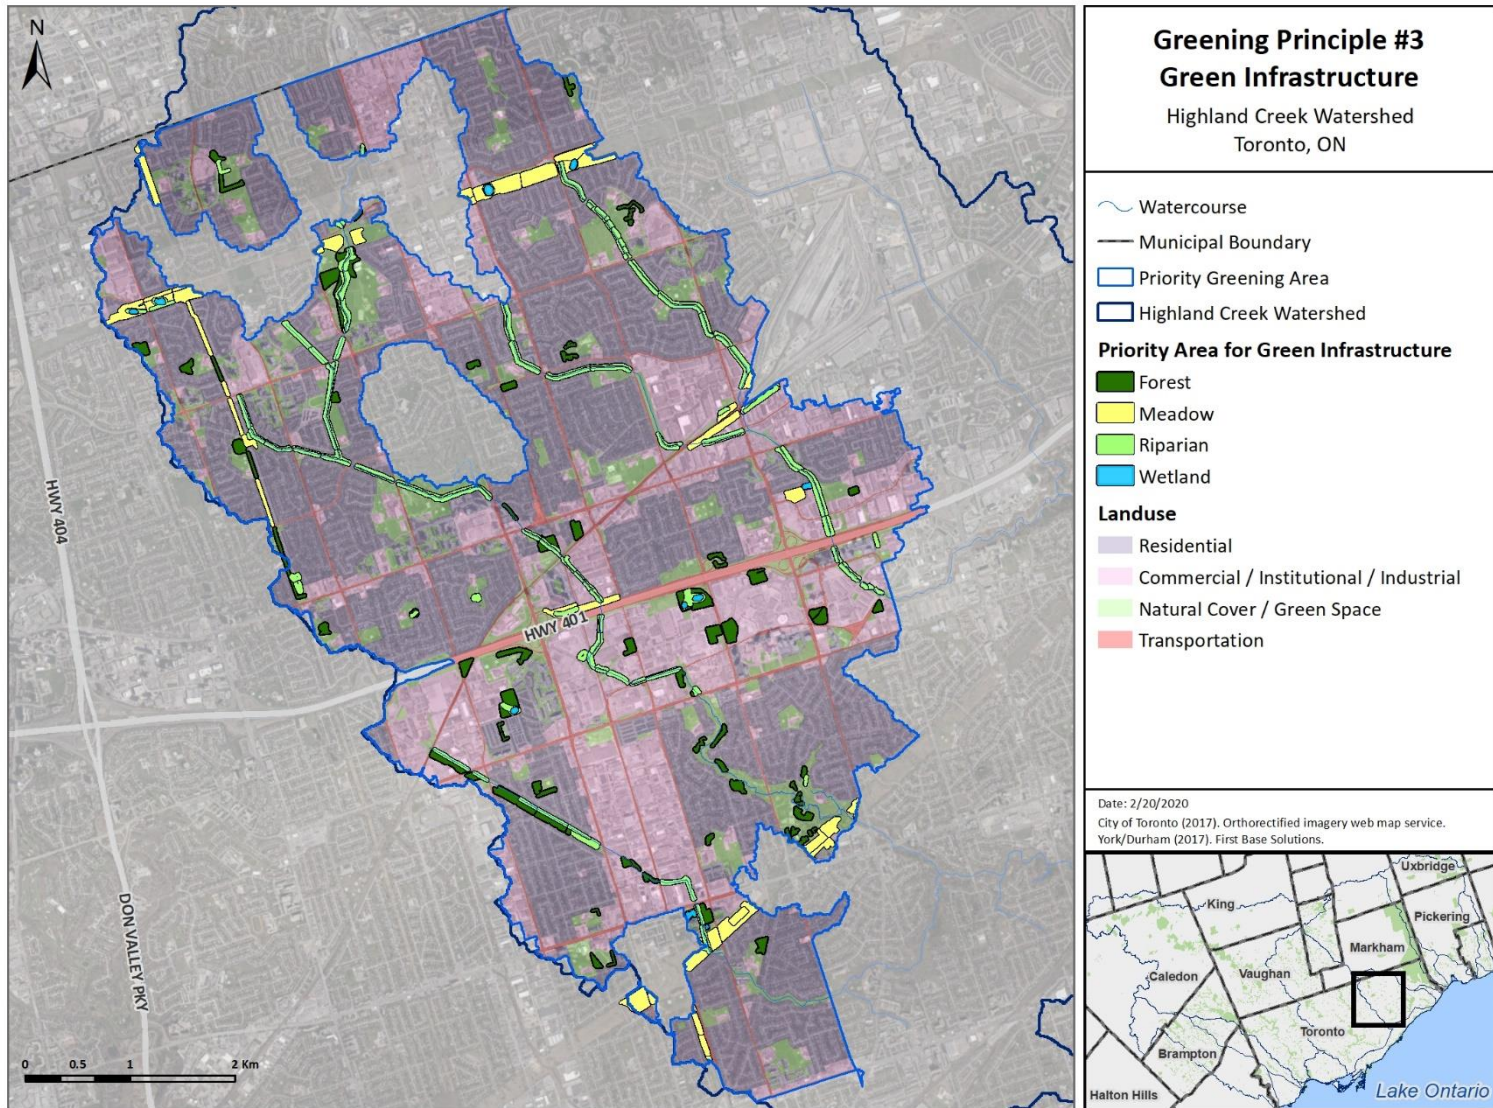 N
HWY 404
HWY 401
DON VALLEY PKY
0 0.5 1 2 Km
Greening Principle #3
Green Infrastructure
Highland Creek Watershed
Toronto, ON
Watercourse
Municipal Boundary
Priority Greening Area
Highland Creek Watershed
Priority Area for Green Infrastructure
Forest
Meadow
Riparian
Wetland
Landuse
Residential
Commercial / Institutional / Industrial
Natural Cover / Green Space
Transportation
Date: 2/20/2020
City of Toronto (2017). Orthorectified imagery web map service.
York/Durham (2017). First Base Solutions.
Uxbridge
King
Pickering
Markham
Caledon
Vaughan
Toronto
Brampton
Halton Hills
Lake Ontario